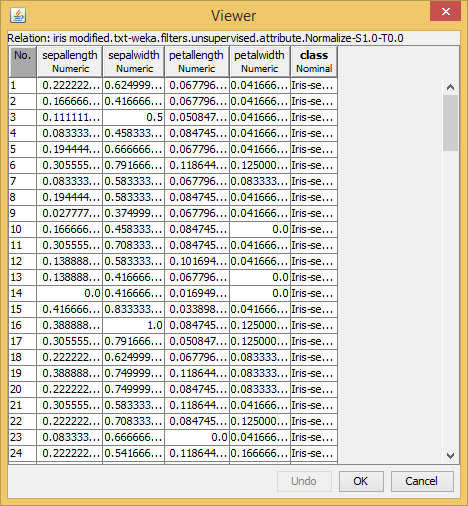 Viewer
Relation: iris modified.txt-weka.filters.unsupervised.attribute.Normalize-S1.0-T0.0
No. sepallength sepalwidth petallength petalwidth class
Numeric Numeric Numeric Numeric Nominal
1 0.222222... 0.624999... 0.067796... 0.041666... Iris-se...
2 0.166666... 0.416666... 0.067796... 0.041666... Iris-se...
3 0.111111... 0.5 0.050847... 0.041666... Iris-se...
4 0.083333... 0.458333... 0.084745... 0.041666... Iris-se...
5 0.194444... 0.666666... 0.067796... 0.041666... Iris-se...
6 0.305555... 0.791666... 0.118644... 0.125000... Iris-se...
7 0.083333... 0.583333... 0.067796... 0.083333... Iris-se...
8 0.194444... 0.583333... 0.084745... 0.041666... Iris-se...
9 0.027777... 0.374999... 0.067796... 0.041666... Iris-se...
10 0.166666... 0.458333... 0.084745... 0.0 Iris-se...
11 0.305555... 0.708333... 0.084745... 0.041666... Iris-se...
12 0.138888... 0.583333... 0.101694... 0.041666... Iris-se...
13 0.138888... 0.416666... 0.067796... 0.0 Iris-se...
14 0.0 0.416666... 0.016949... 0.0 Iris-se...
15 0.416666... 0.833333... 0.033898... 0.041666... Iris-se...
16 0.388888... 1.0 0.084745... 0.125000... Iris-se...
17 0.305555... 0.791666... 0.050847... 0.125000... Iris-se...
18 0.222222... 0.624999... 0.067796... 0.083333... Iris-se...
19 0.388888... 0.749999... 0.118644... 0.083333... Iris-se...
20 0.222222... 0.749999... 0.084745... 0.083333... Iris-se...
21 0.305555... 0.583333... 0.118644... 0.041666... Iris-se...
22 0.222222... 0.708333... 0.084745... 0.125000... Iris-se...
23 0.083333... 0.666666... 0.0 0.041666... Iris-se...
24 0.222222... 0.541666... 0.118644... 0.166666... Iris-se...
Undo OK Cancel